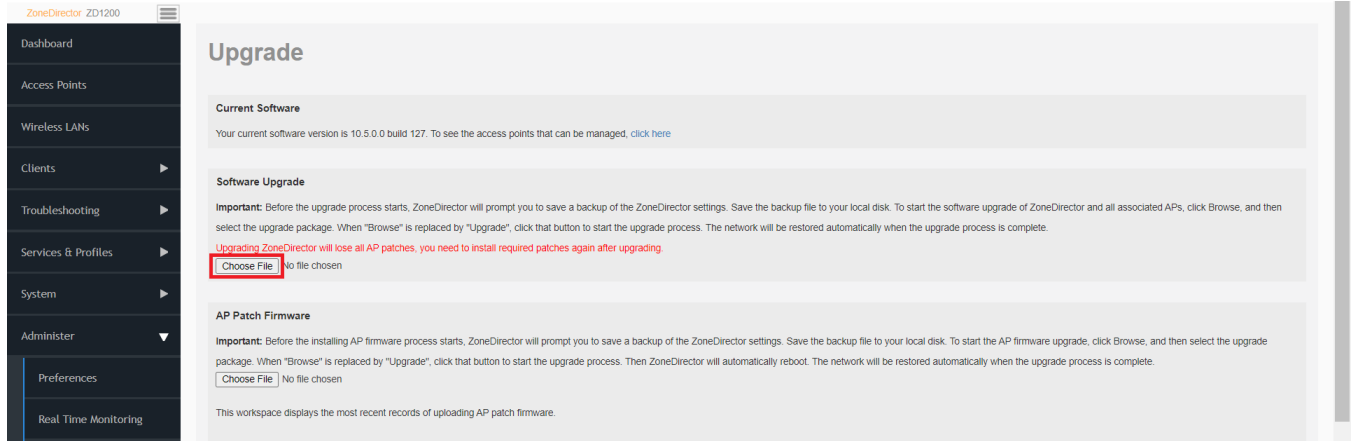 ZoneDirector ZD1200
Dashboard
Access Points
Wireless LANs
Clients
Troubleshooting
Services & Profiles
System
Administer
Preferences
Real Time Monitoring
Upgrade
Current Software
Your current software version is 10.5.0.0 build 127. To see the access points that can be managed, click here
Software Upgrade
Important: Before the upgrade process starts, ZoneDirector will prompt you to save a backup of the ZoneDirector settings. Save the backup file to your local disk. To start the software upgrade of ZoneDirector and all associated APs, click Browse, and then
select the upgrade package. When "Browse" is replaced by "Upgrade", click that button to start the upgrade process. The network will be restored automatically when the upgrade process is complete.
Upgrading ZoneDirector will lose all AP patches, you need to install required patches again after upgrading.
Choose File No file chosen
AP Patch Firmware
Important: Before the installing AP firmware process starts, ZoneDirector will prompt you to save a backup of the ZoneDirector settings. Save the backup file to your local disk. To start the AP firmware upgrade, click Browse, and then select the upgrade
package. When "Browse" is replaced by "Upgrade", click that button to start the upgrade process. Then ZoneDirector will automatically reboot. The network will be restored automatically when the upgrade process is complete.
Choose File No file chosen
This workspace displays the most recent records of uploading AP patch firmware.